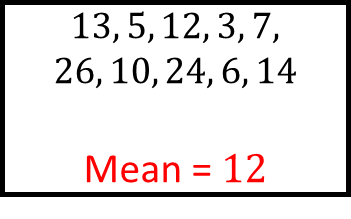 13, 5, 12, 3, 7,
26, 10, 24, 6, 14
Mean = 12